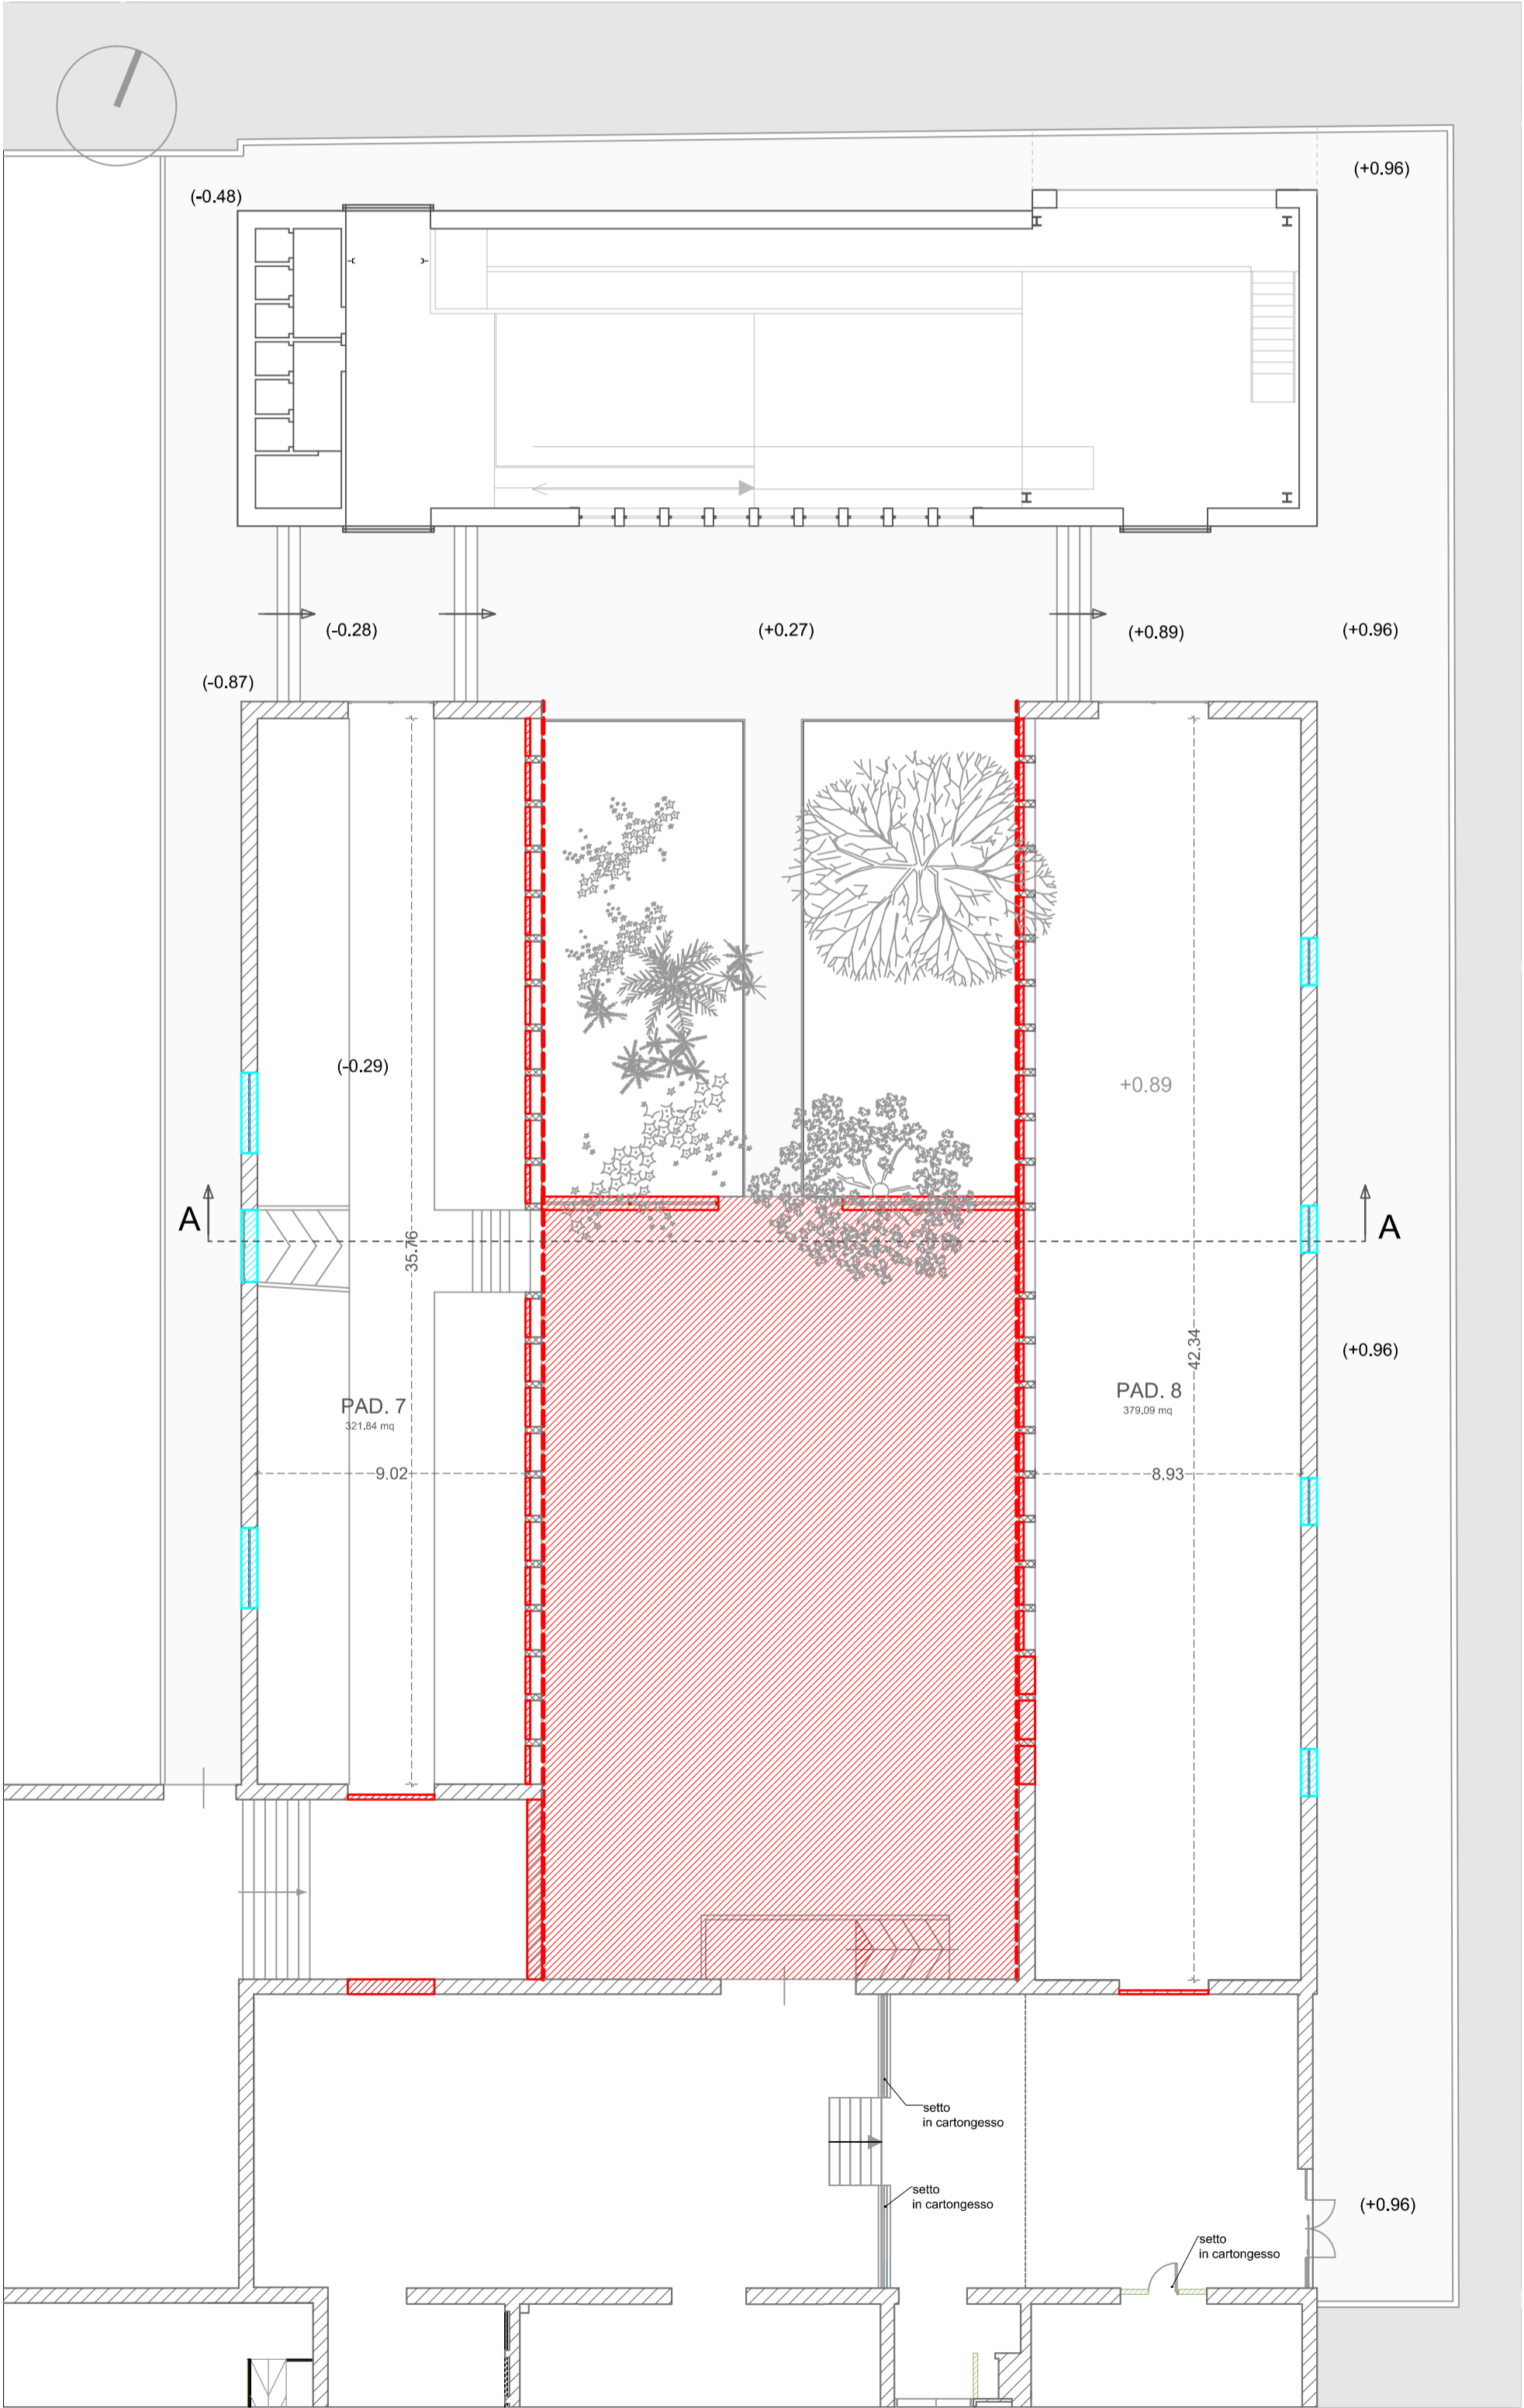 (+0.96)
(-0.48)
(-0.28)
(+0.27)
(+0.89)
(+0.96)
(-0.87)
(-0.29)
+0.89
A
A
35.76
42.34
(+0.96)
PAD. 7
321.84 mq
PAD. 8
379.09 mq
9.02
8.93
setto
in cartongesso
setto
in cartongesso
(+0.96)
setto
in cartongesso